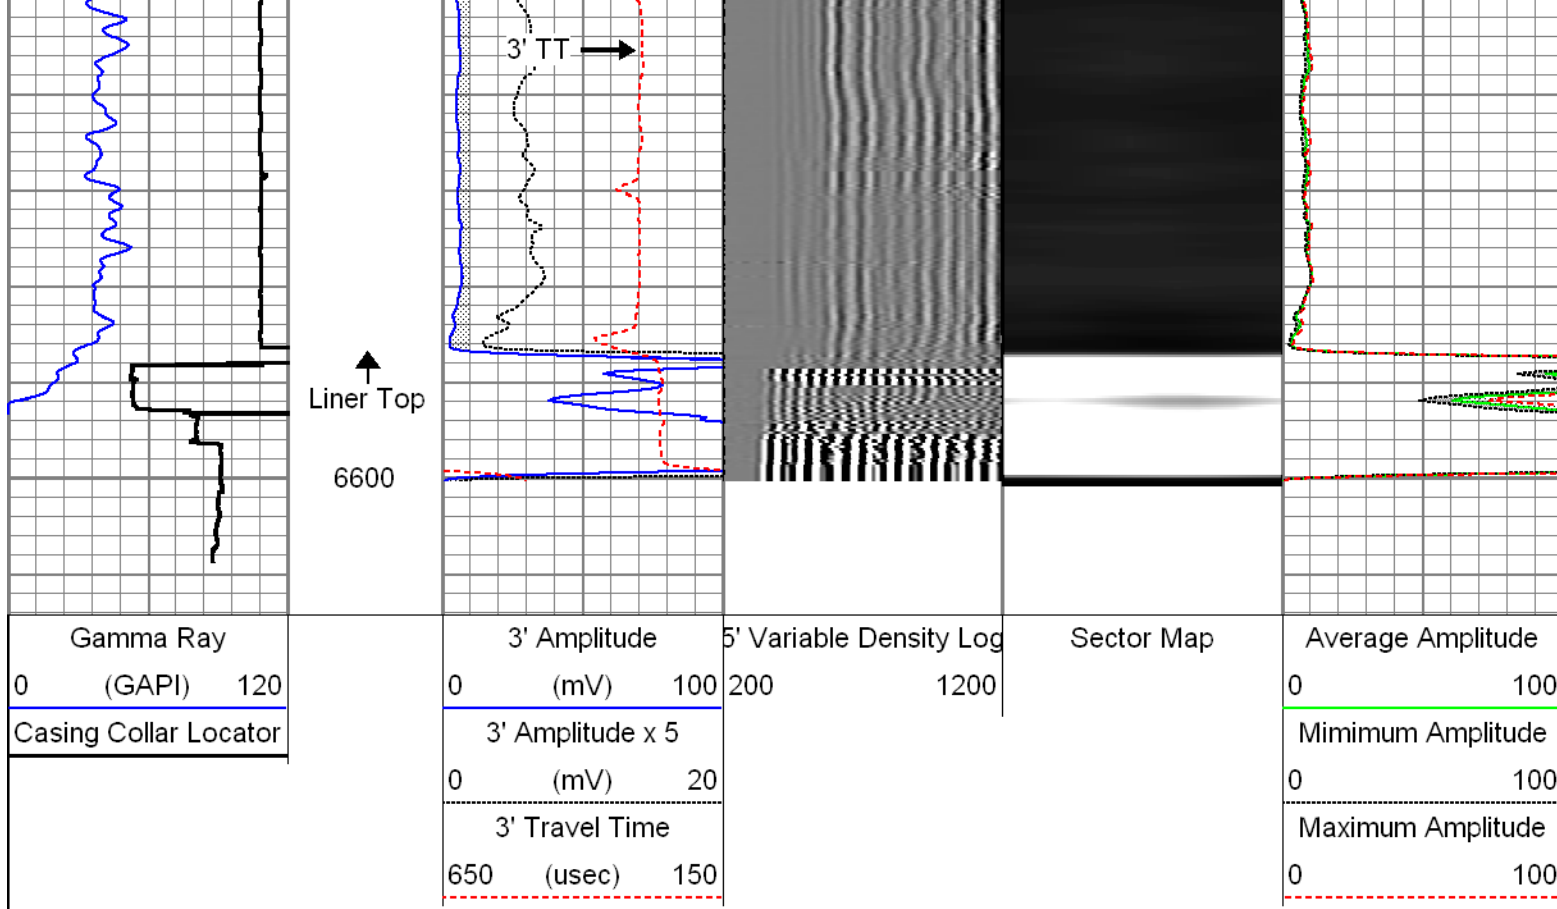 3' TT
Liner Top
6600
Gamma Ray
0 (GAPI) 120
Casing Collar Locator
3' Amplitude
0 (mV) 100
3' Amplitude x 5
0 (mV) 20
3' Travel Time
650 (usec) 150
5' Variable Density Log
200 1200
Sector Map
Average Amplitude
0 100
Mimimum Amplitude
0 100
Maximum Amplitude
0 100